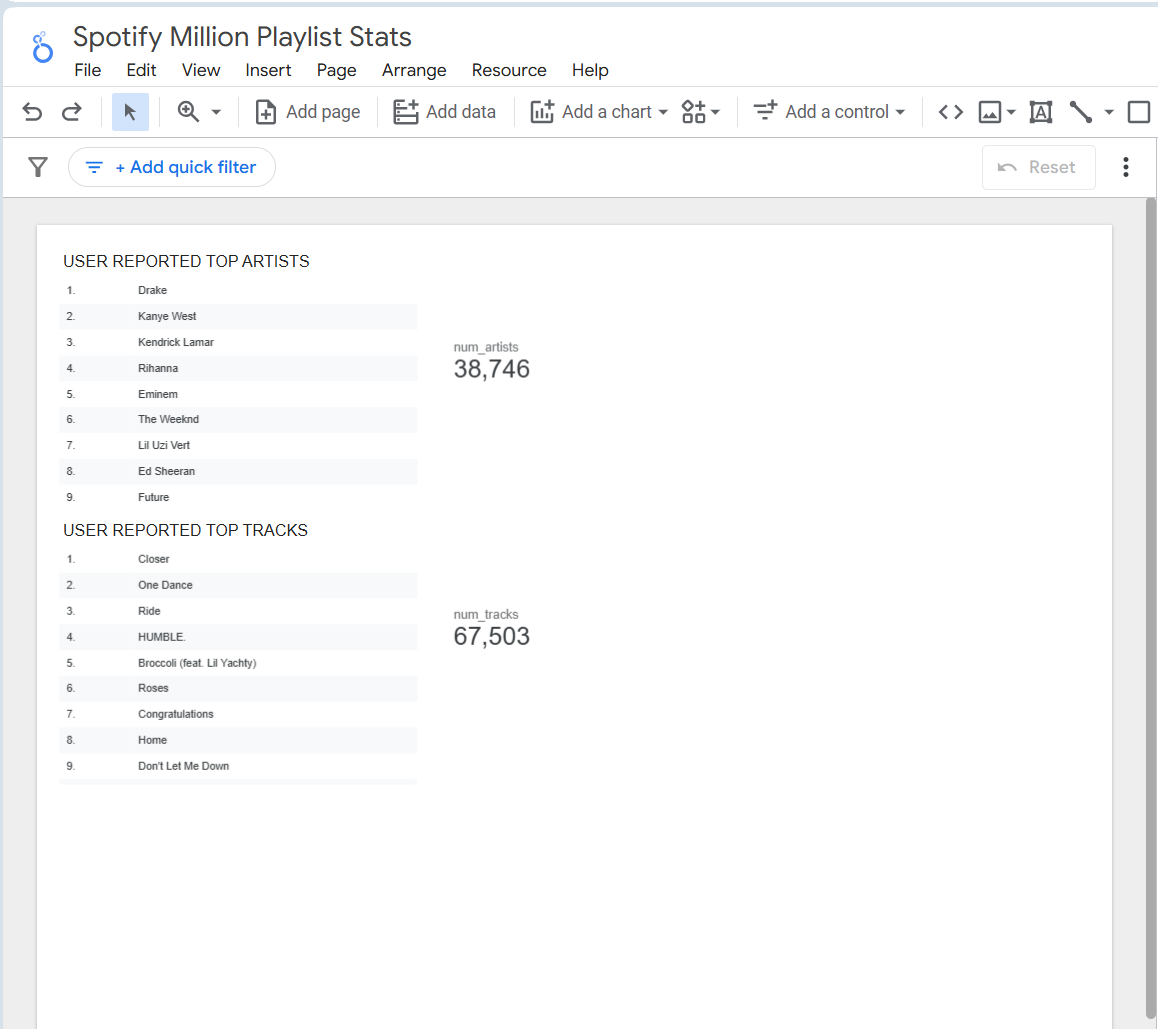 Spotify Million Playlist Stats
File Edit View Insert Page Arrange Resource Help
Add page Add data Add a chart Add a control
+ Add quick filter Reset
USER REPORTED TOP ARTISTS
1. Drake
2. Kanye West
3. Kendrick Lamar
4. Rihanna
5. Eminem
6. The Weeknd
7. Lil Uzi Vert
8. Ed Sheeran
9. Future
num_artists
38,746
USER REPORTED TOP TRACKS
1. Closer
2. One Dance
3. Ride
4. HUMBLE.
5. Broccoli (feat. Lil Yachty)
6. Roses
7. Congratulations
8. Home
9. Don't Let Me Down
num_tracks
67,503